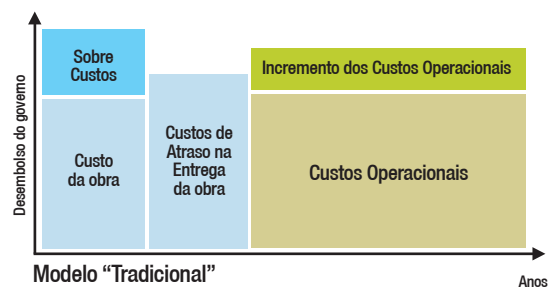 Desembolso do governo
Sobre
Custos
Custo
da obra
Custos de
Atraso na
Entrega
da obra
Incremento dos Custos Operacionais
Custos Operacionais
Modelo “Tradicional”
Anos